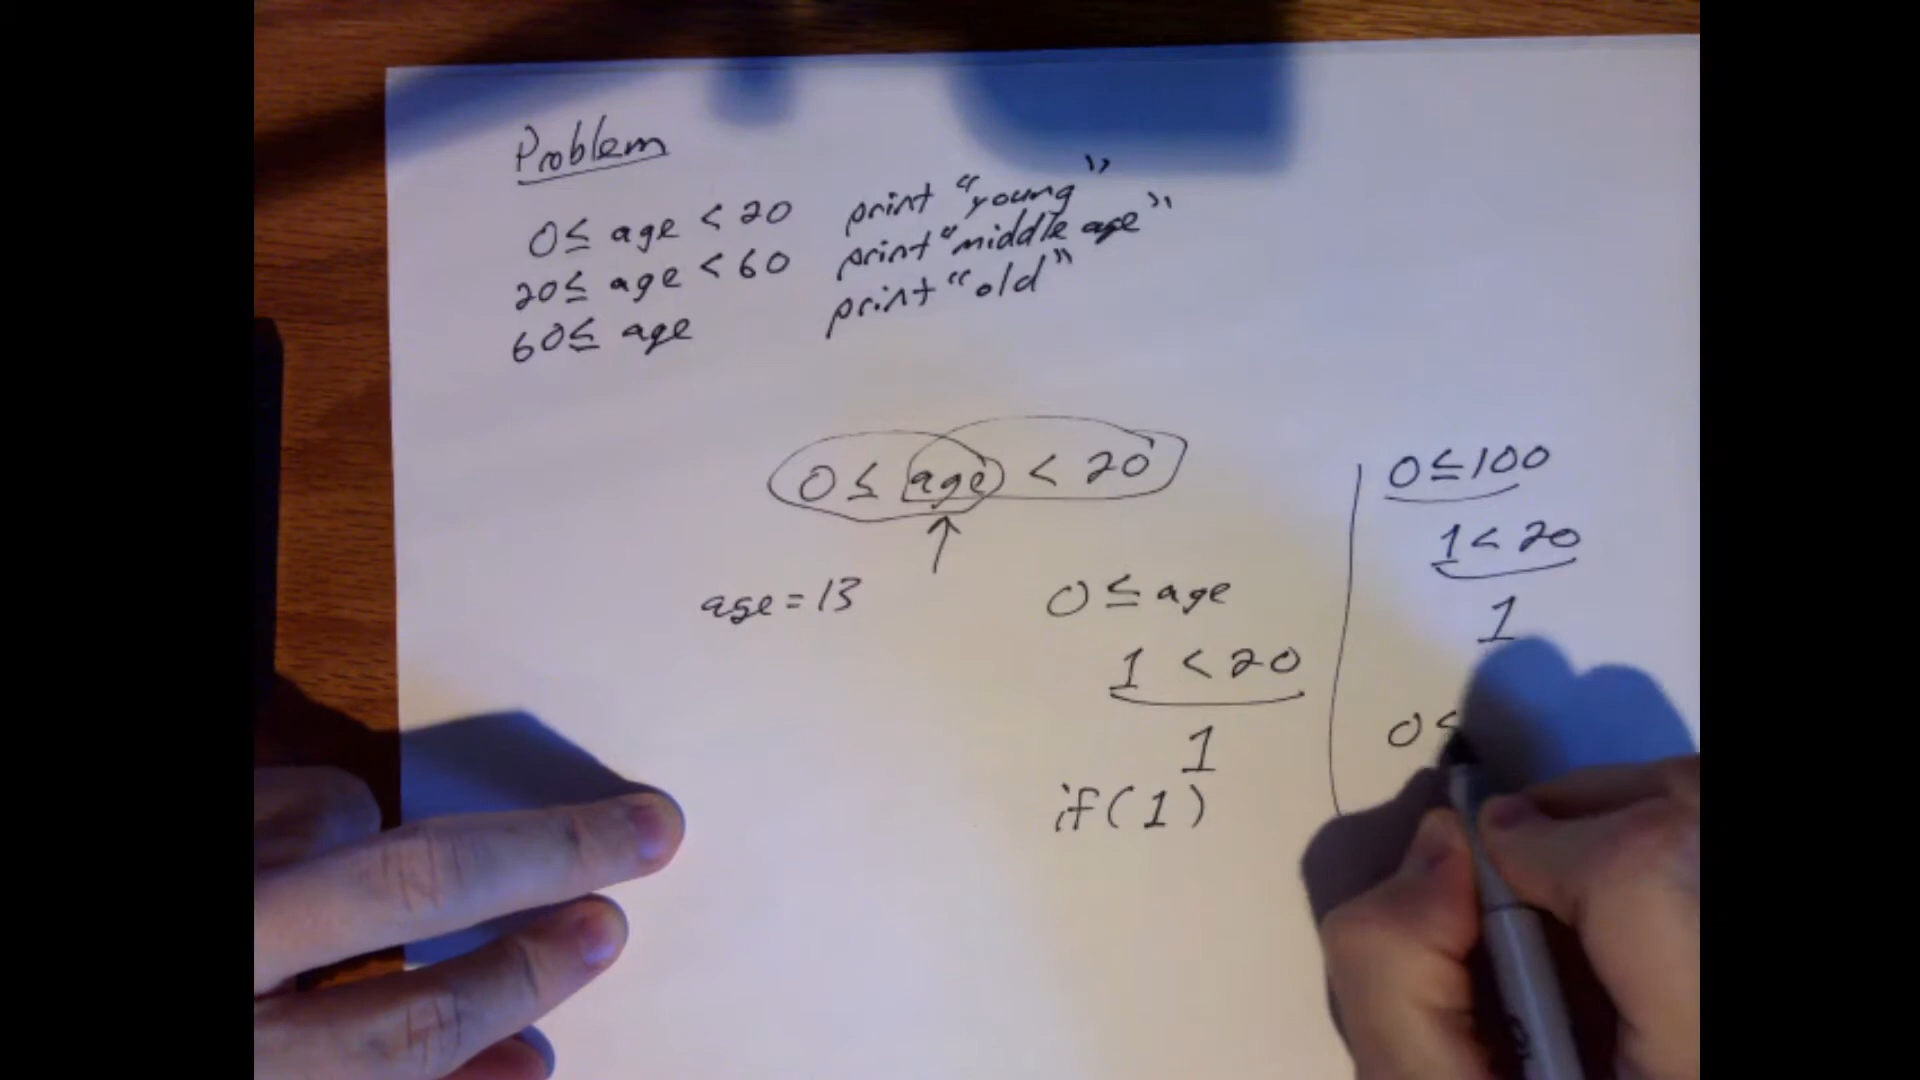 Problem
0≤ age < 20 print "young"
20≤ age < 60 print "middle age"
60≤ age print "old"
0 ≤ age < 20
age = 13
0 ≤ age
1 < 20
1
if (1)
0≤100
1< 20
1
0 <